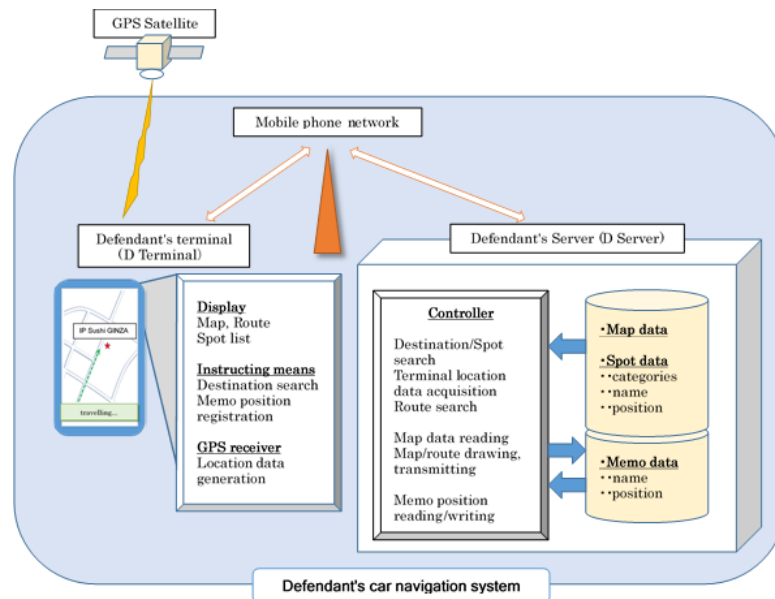 GPS Satellite
Mobile phone network
Defendant's terminal
(D Terminal)
Defendant's Server (D Server)
IP Sushi GINZA
travelling...
Display
Map, Route
Spot list
Instructing means
Destination search
Memo position
registration
GPS receiver
Location data
generation
Controller
Destination/Spot
search
Terminal location
data acquisition
Route search
Map data reading
Map/route drawing,
transmitting
Memo position
reading/writing
・Map data
・Spot data
・・categories
・・name
・・position
・Memo data
・・name
・・position
Defendant's car navigation system